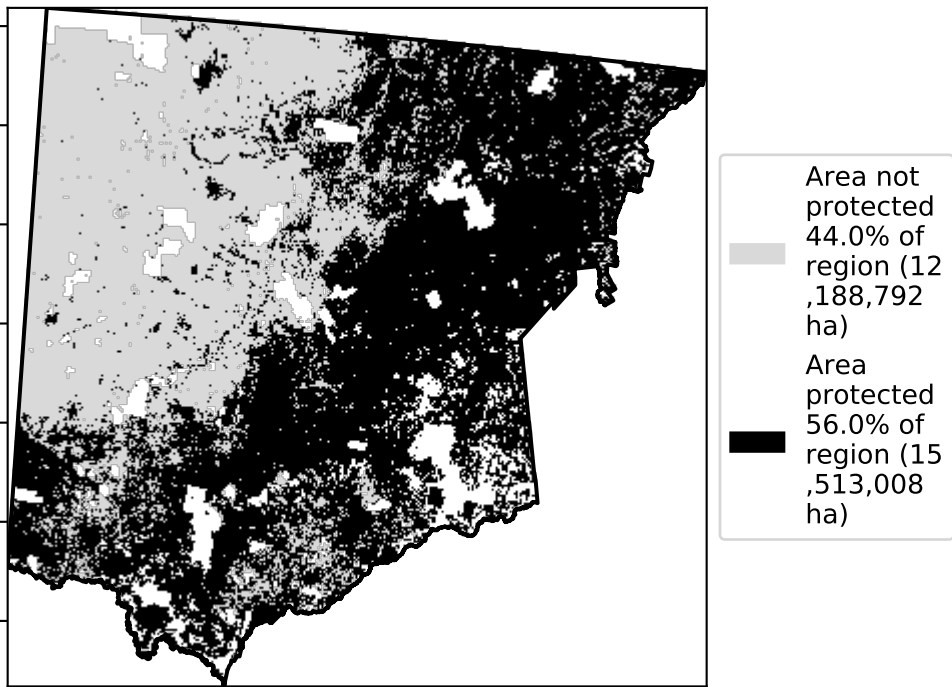 Area not
protected
44.0% of
region (12
,188,792
ha)
Area
protected
56.0% of
region (15
,513,008
ha)